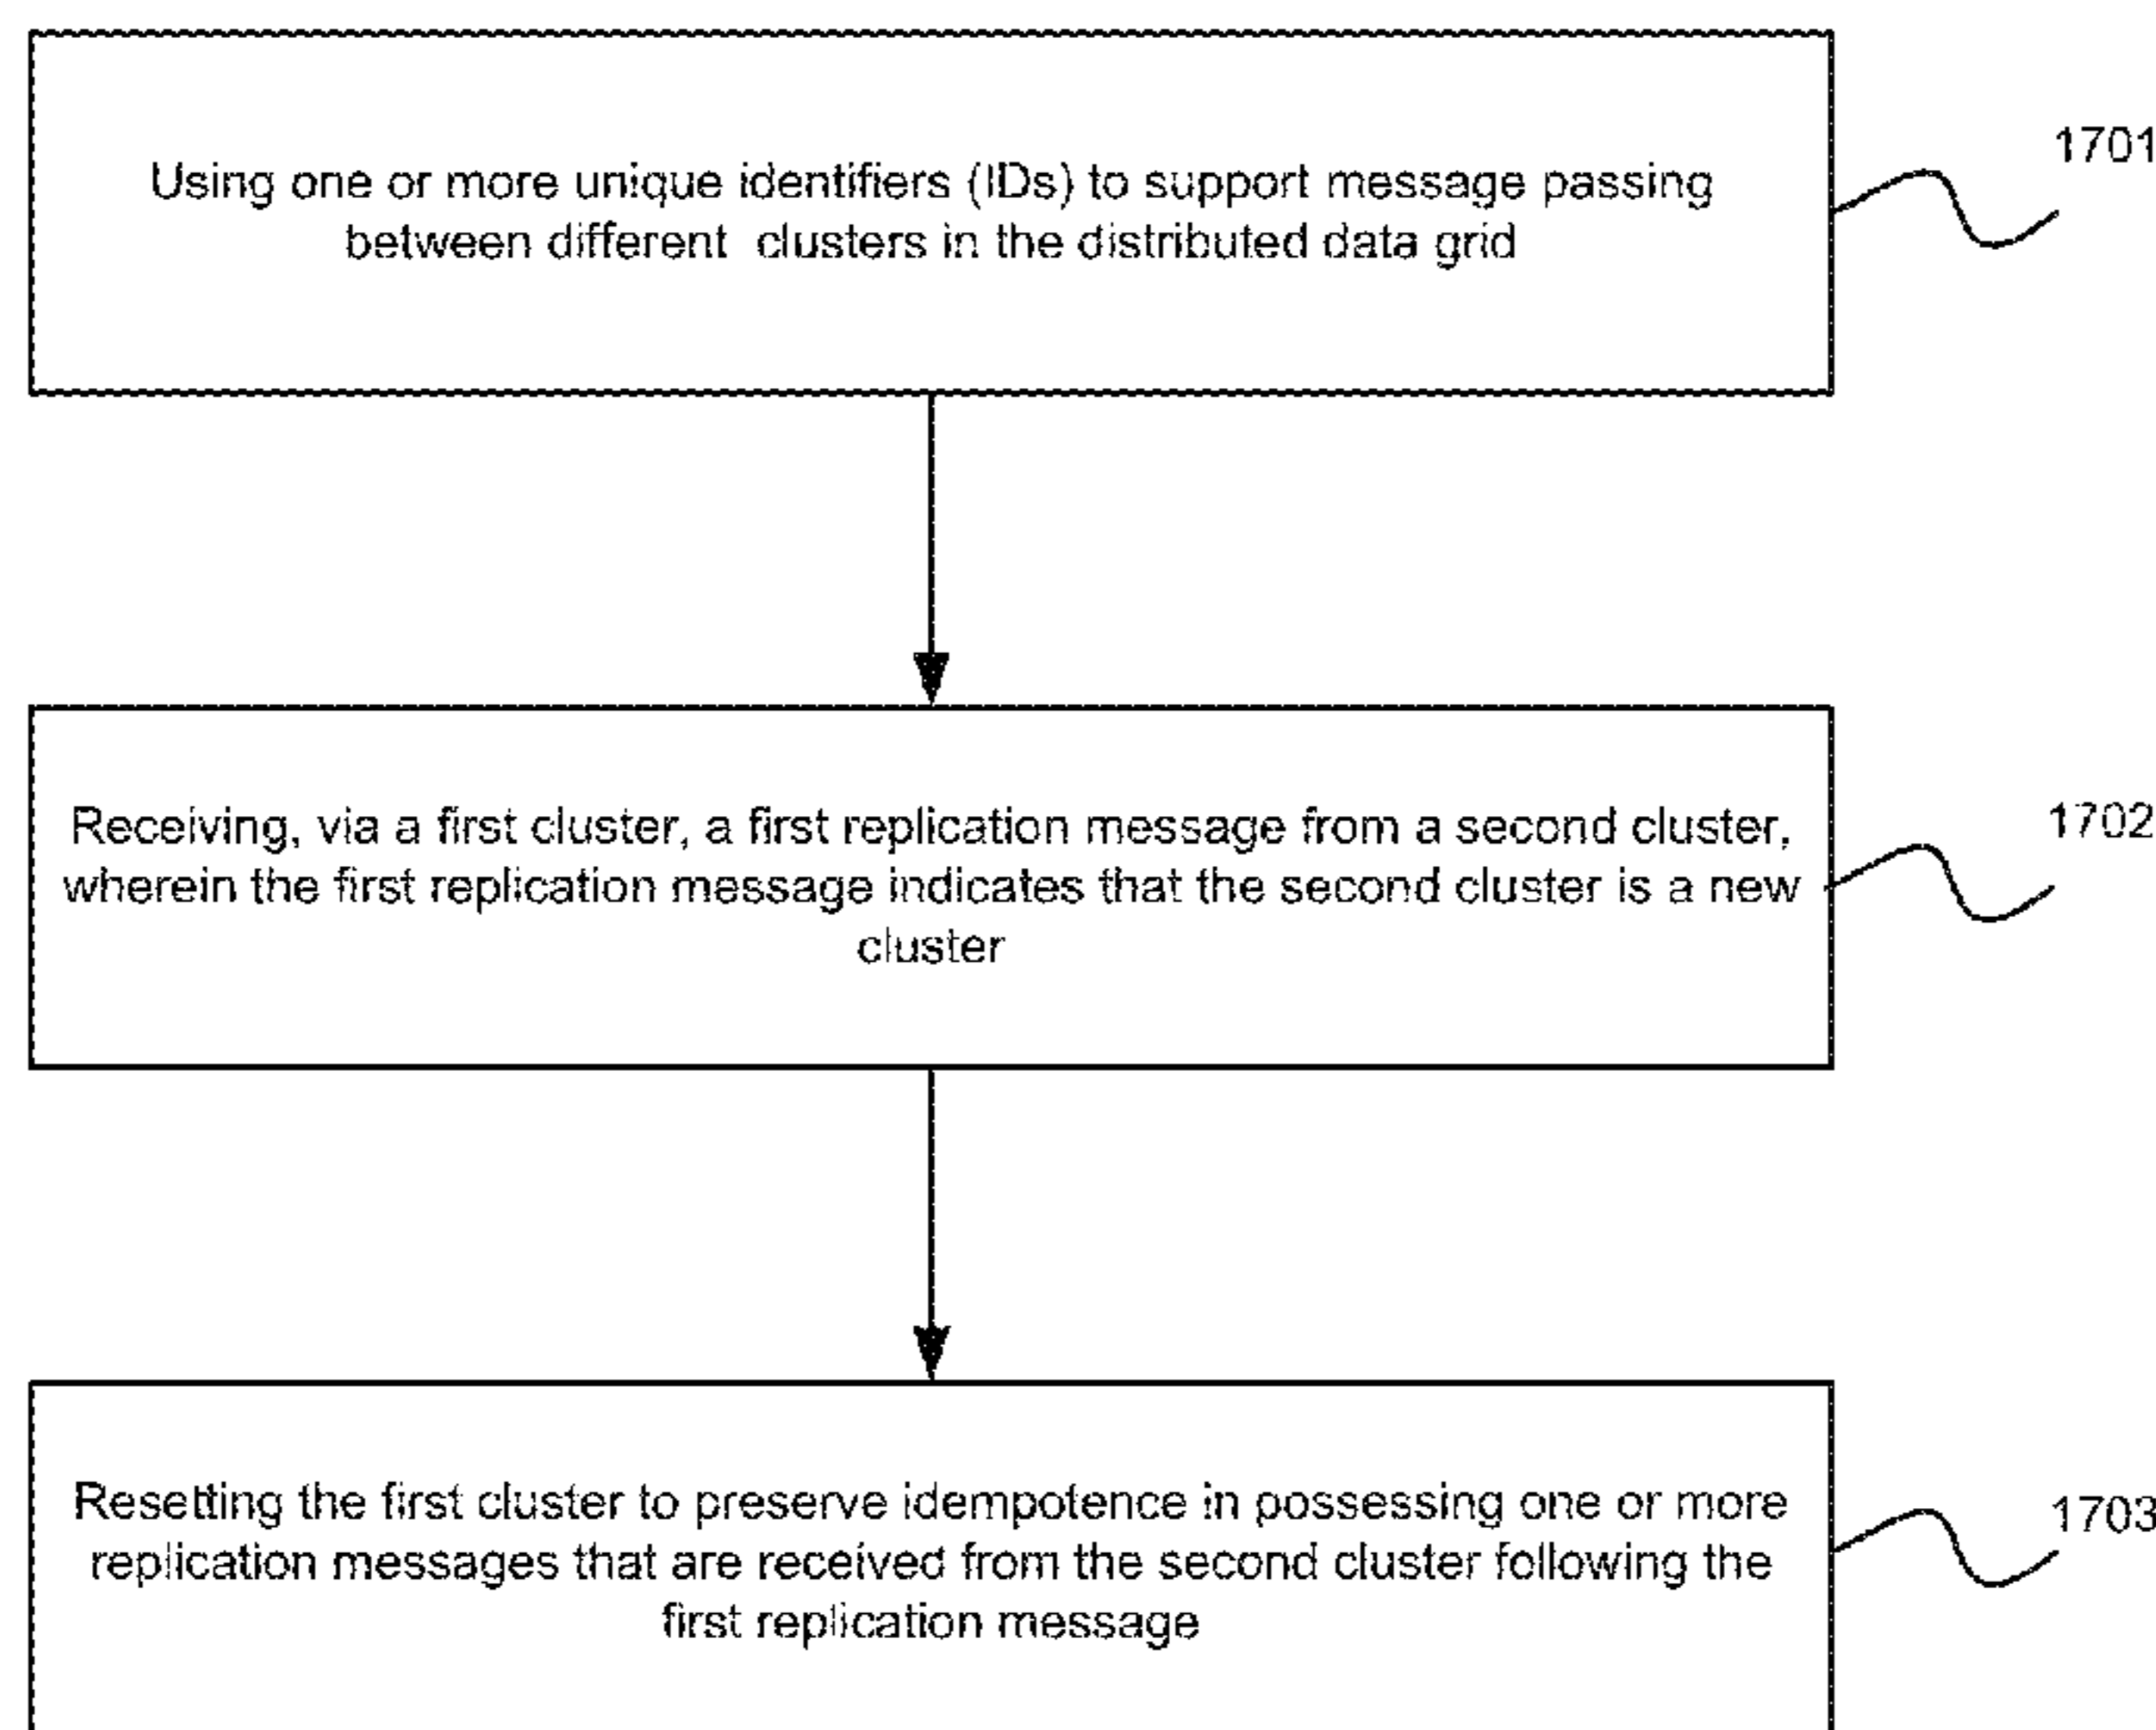 Using one or more unique identifiers (IDs) to support message passing
between different clusters in the distributed data grid
1701
Receiving, via a first cluster, a first replication message from a second cluster,
wherein the first replication message indicates that the second cluster is a new
cluster
1702
Resetting the first cluster to preserve idempotence in possessing one or more
replication messages that are received from the second cluster following the
first replication message
1703